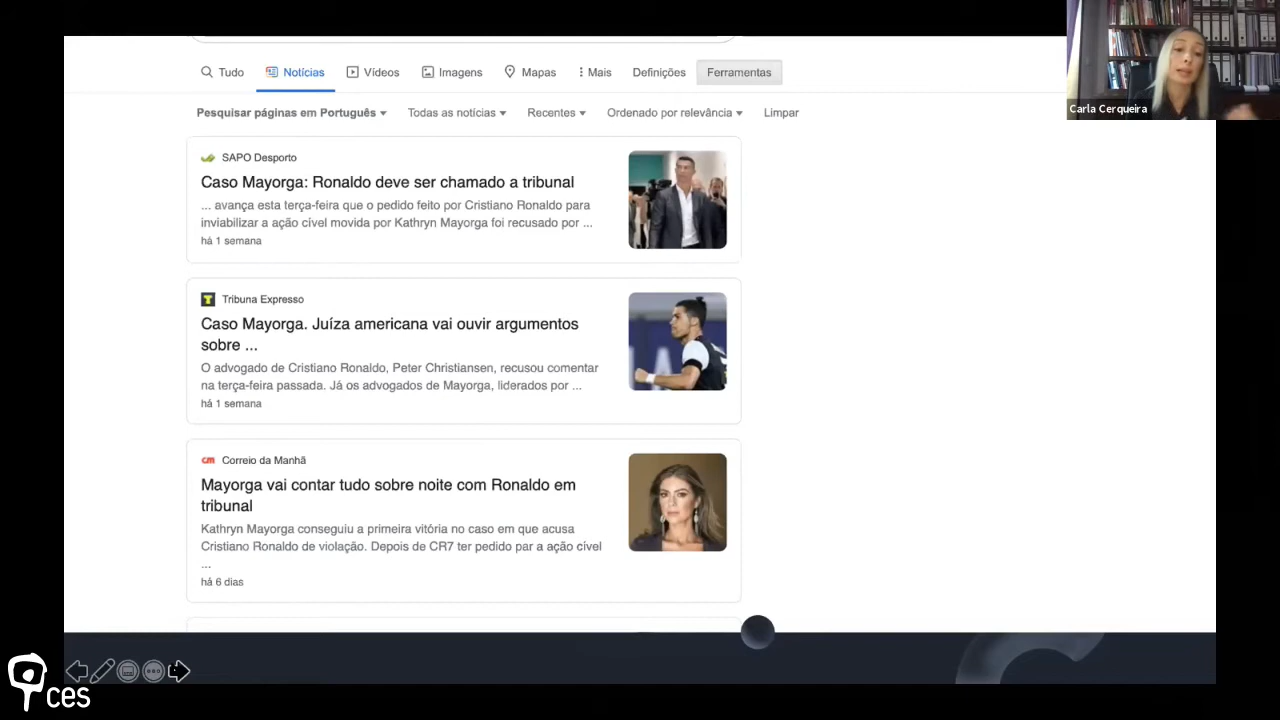 Tudo
Notícias
Vídeos
Imagens
Mapas
Mais
Definições
Ferramentas
Carla Cerqueira
Pesquisar páginas em Português
Todas as notícias
Recentes
Ordenado por relevância
Limpar
SAPO Desporto
Caso Mayorga: Ronaldo deve ser chamado a tribunal
... avança esta terça-feira que o pedido feito por Cristiano Ronaldo para
inviabilizar a ação cível movida por Kathryn Mayorga foi recusado por ...
há 1 semana
T
Tribuna Expresso
Caso Mayorga. Juíza americana vai ouvir argumentos
sobre ...
O advogado de Cristiano Ronaldo, Peter Christiansen, recusou comentar
na terça-feira passada. Já os advogados de Mayorga, liderados por ...
há 1 semana
cm
Correio da Manhã
Mayorga vai contar tudo sobre noite com Ronaldo em
tribunal
Kathryn Mayorga conseguiu a primeira vitória no caso em que acusa
Cristiano Ronaldo de violação. Depois de CR7 ter pedido par a ação cível
...
há 6 dias
ces